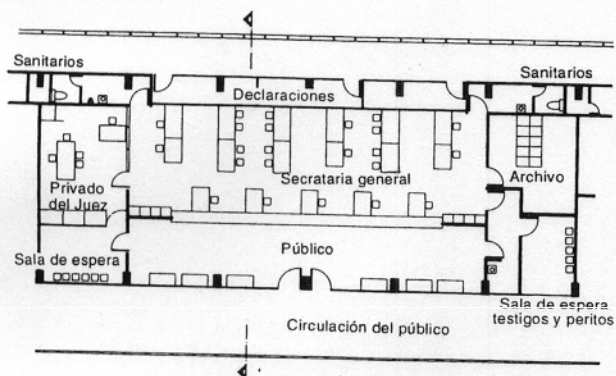 Sanitarios
Sanitarios
Declaraciones
Secretaria general
Archivo
Privado
del Juez
Público
Sala de espera
Sala de espera
testigos y peritos
Circulación del público